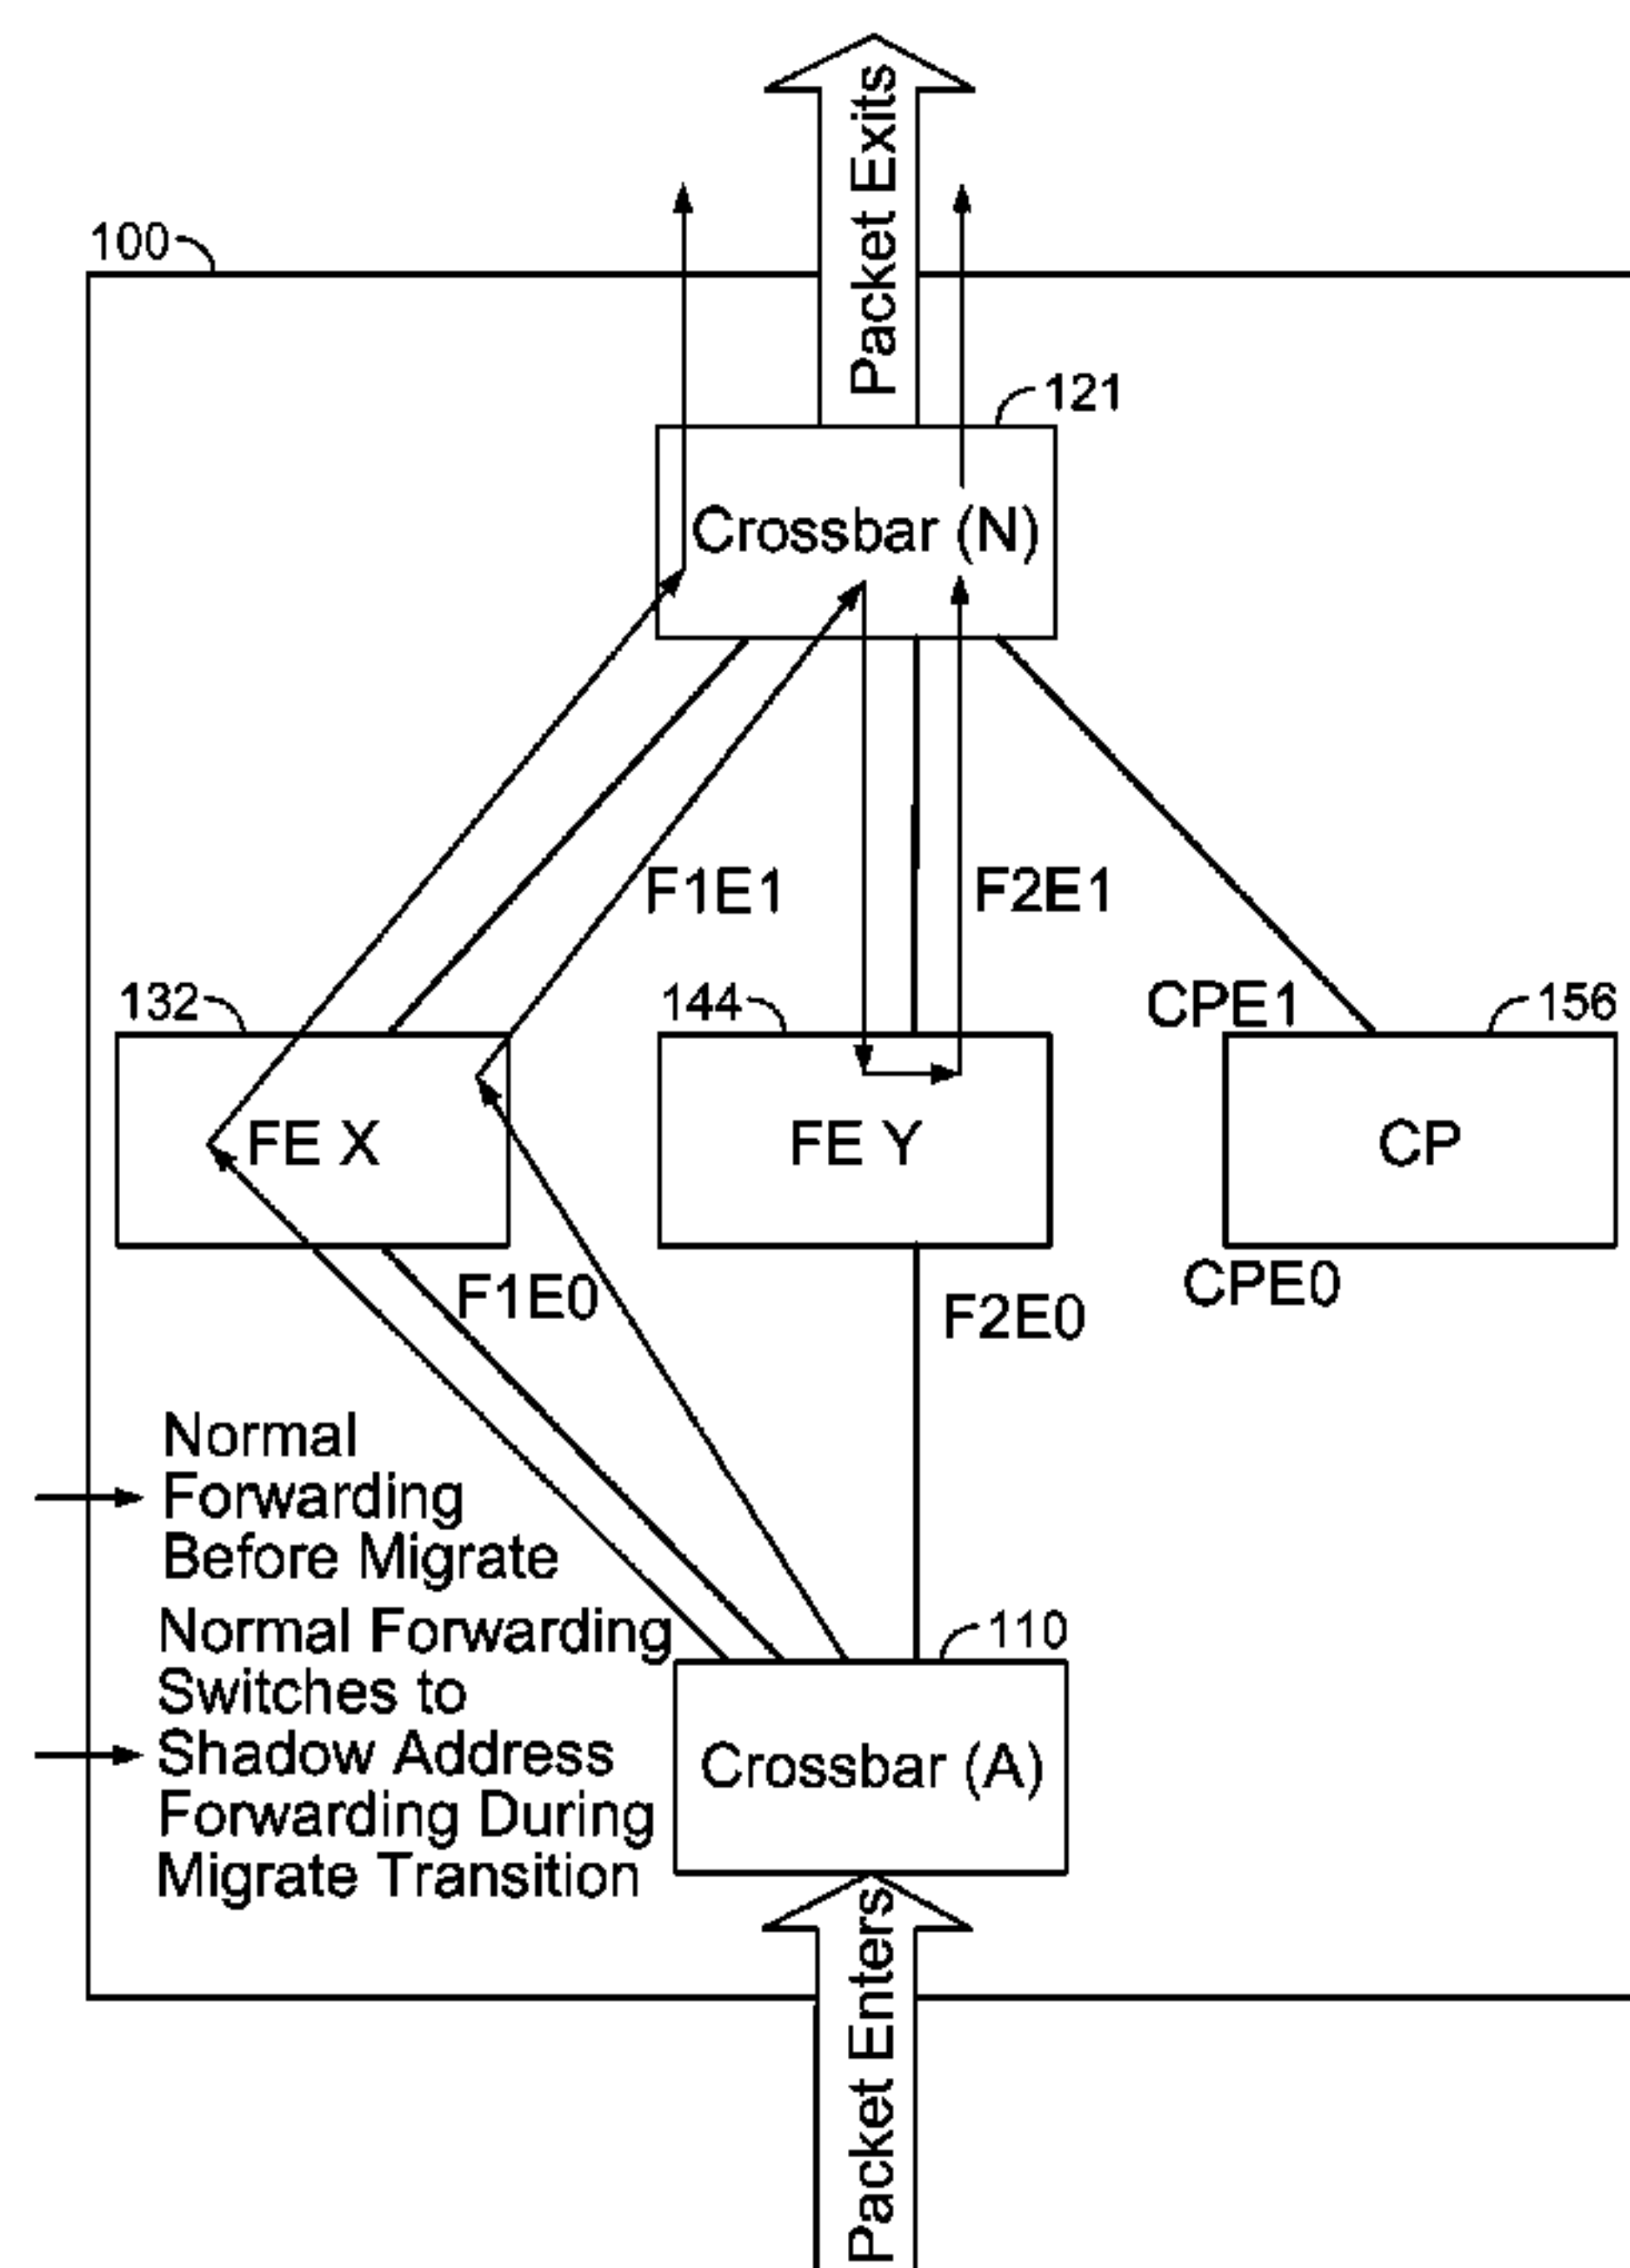 Packet Exits
100
121
Crossbar (N)
F1E1
F2E1
132
144
CPE1
156
FE X
FE Y
CP
F1E0
F2E0
CPE0
Normal
Forwarding
Before Migrate
Normal Forwarding
Switches to
Shadow Address
Forwarding During
Migrate Transition
110
Crossbar (A)
Packet Enters